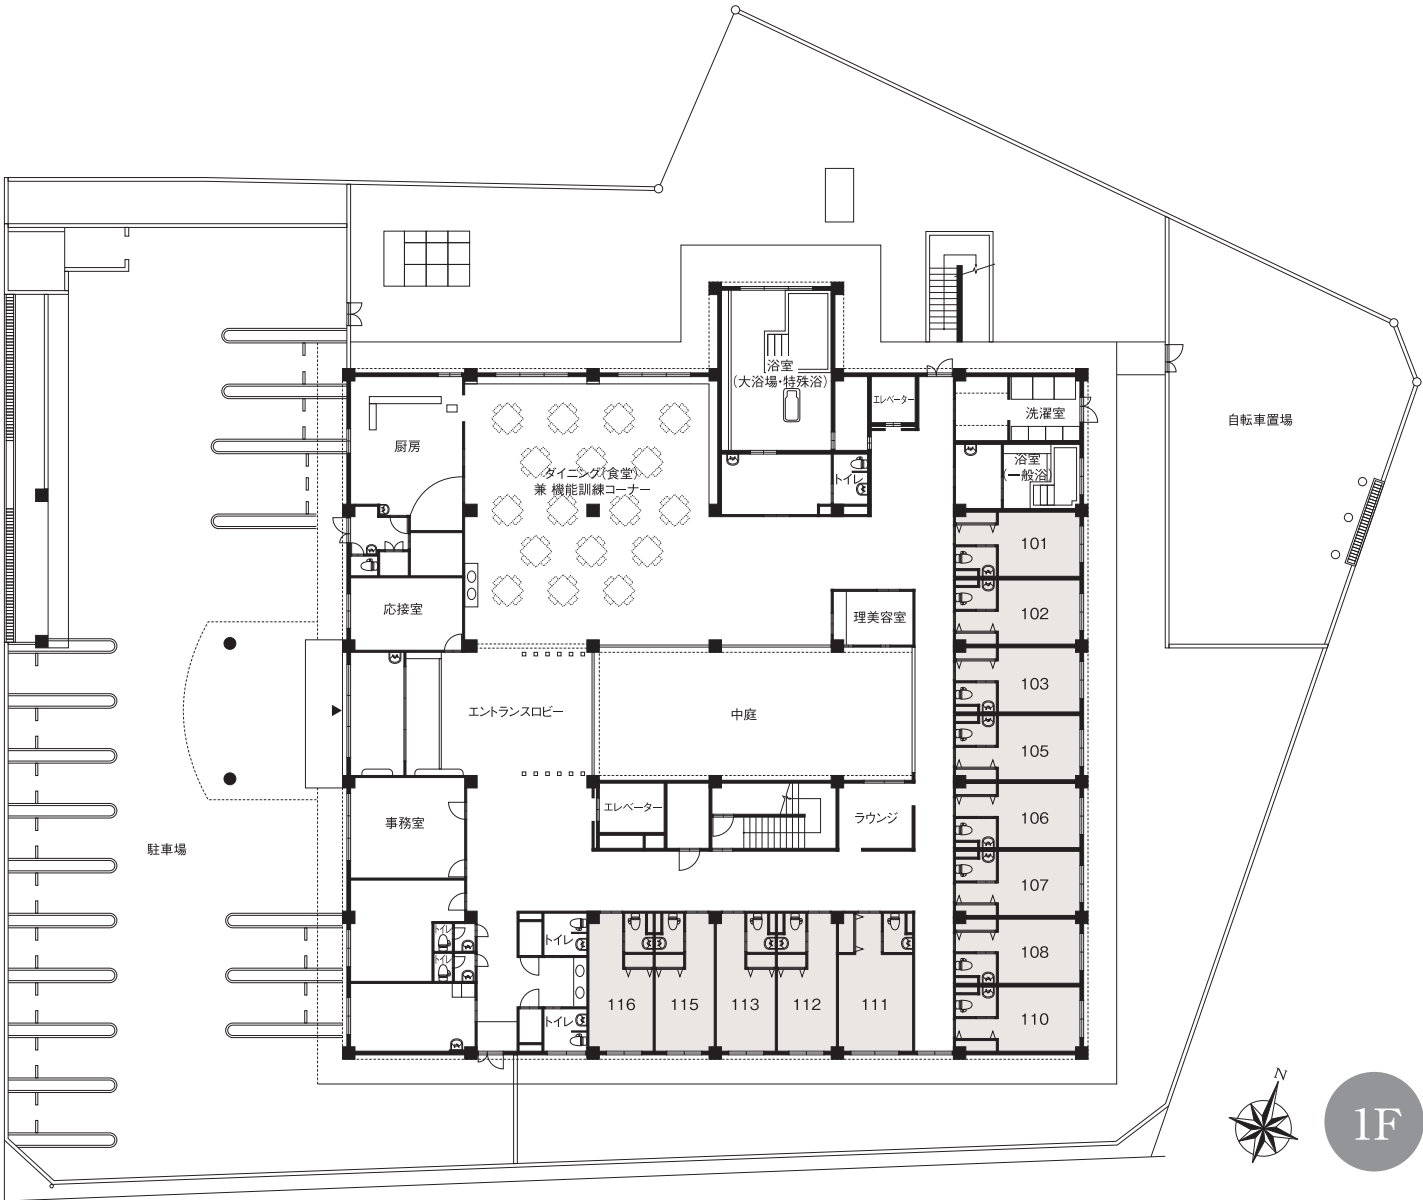 浴室
(大浴場・特殊浴)
エレベーター
洗濯室
自転車置場
厨房
浴室
(一般浴)
ダイニング(食堂)
兼 機能訓練コーナー
トイレ
101
102
応接室
理美容室
103
エントランスロビー
中庭
105
エレベーター
ラウンジ
106
事務室
駐車場
107
トイレ
トイレ
トイレ
108
116
115
113
112
111
110
トイレ
N
1F